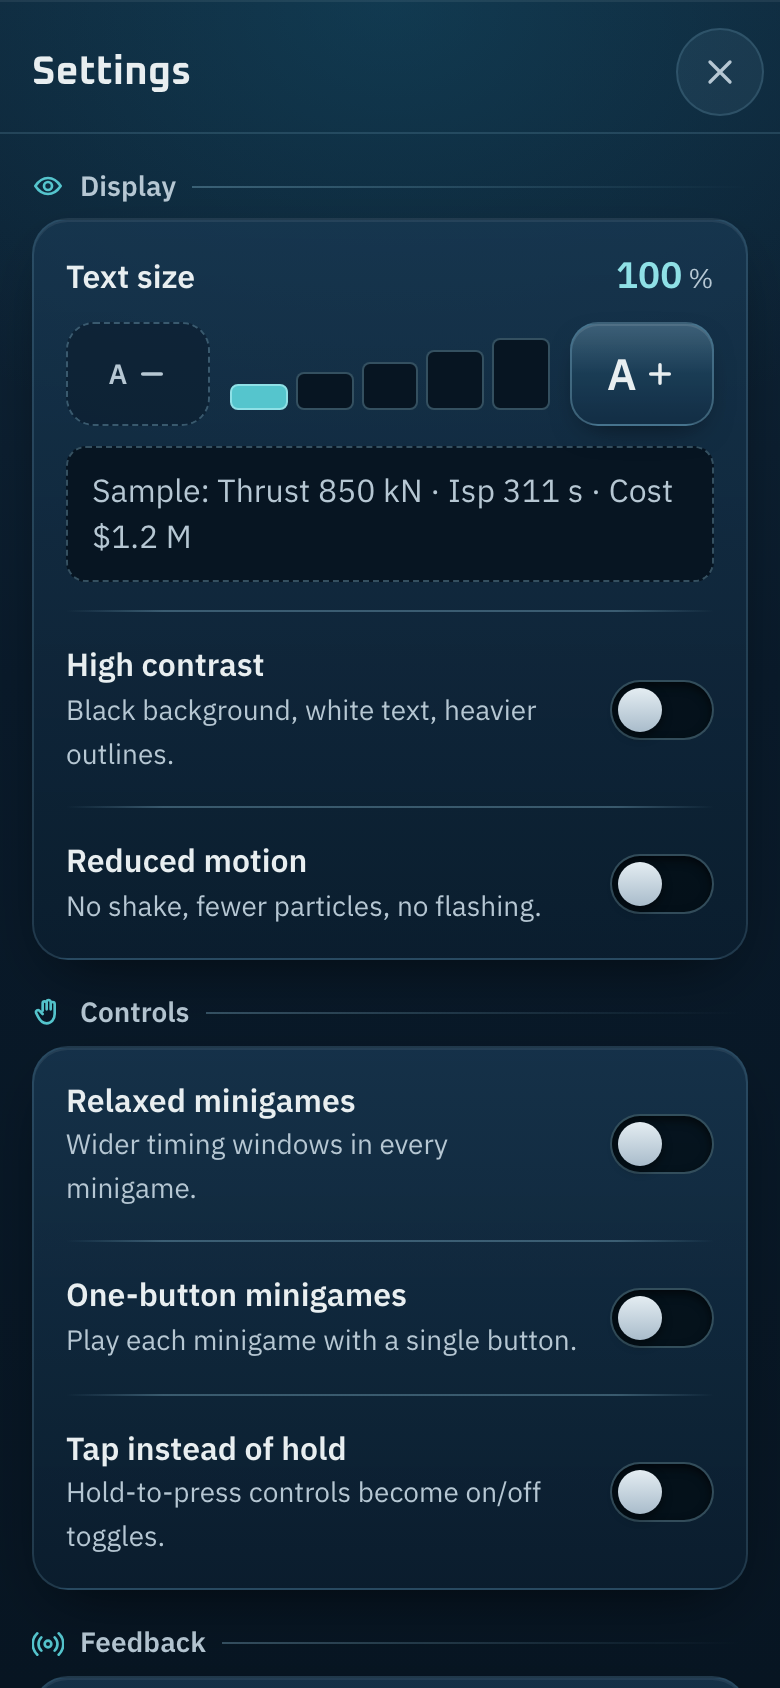 Settings
Display
Text size
100 %
A −
A +
Sample: Thrust 850 kN · Isp 311 s · Cost
$1.2 M
High contrast
Black background, white text, heavier
outlines.
Reduced motion
No shake, fewer particles, no flashing.
Controls
Relaxed minigames
Wider timing windows in every
minigame.
One-button minigames
Play each minigame with a single button.
Tap instead of hold
Hold-to-press controls become on/off
toggles.
Feedback